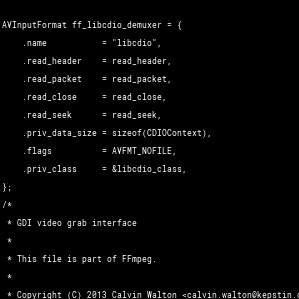 AVInputFormat ff_libcdio_demuxer = {
    .name           = "libcdio",
    .read_header    = read_header,
    .read_packet    = read_packet,
    .read_close     = read_close,
    .read_seek      = read_seek,
    .priv_data_size = sizeof(CDIOContext),
    .flags          = AVFMT_NOFILE,
    .priv_class     = &libcdio_class,
};
/*
 * GDI video grab interface
 *
 * This file is part of FFmpeg.
 *
 * Copyright (C) 2013 Calvin Walton <calvin.walton@kepstin.